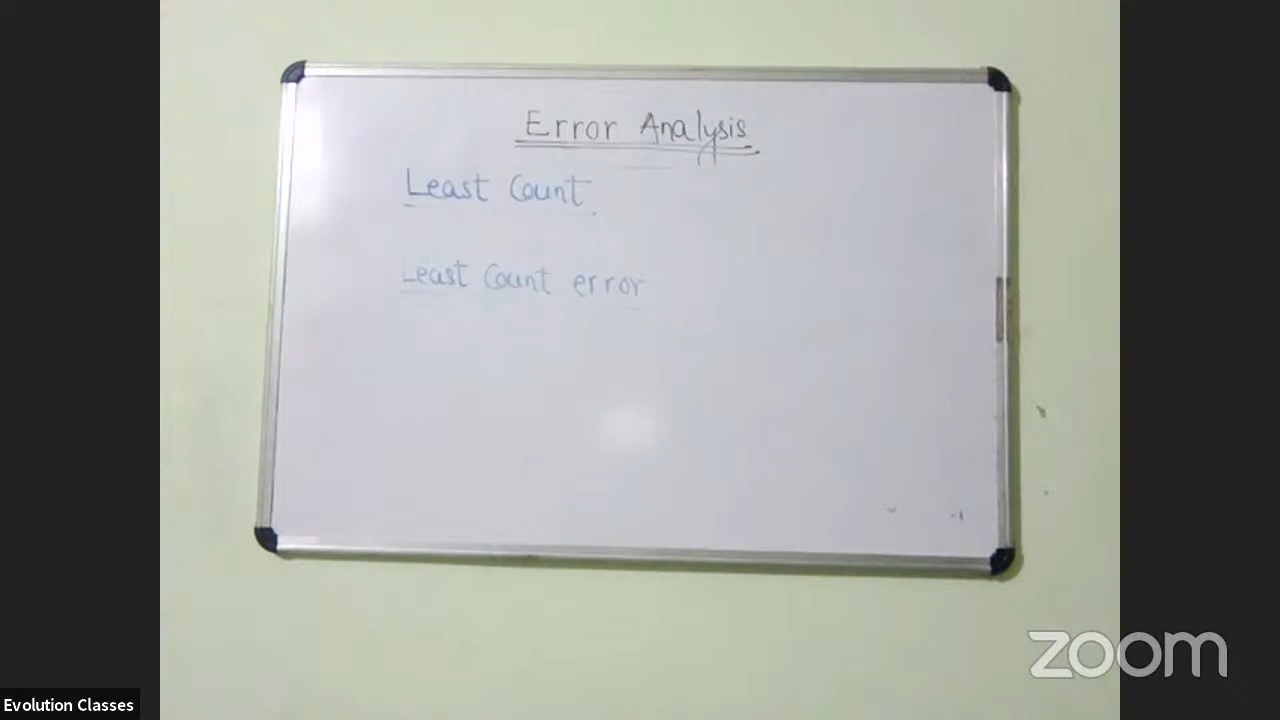 Error Analysis
Least Count
Least Count error
zoom
Evolution Classes